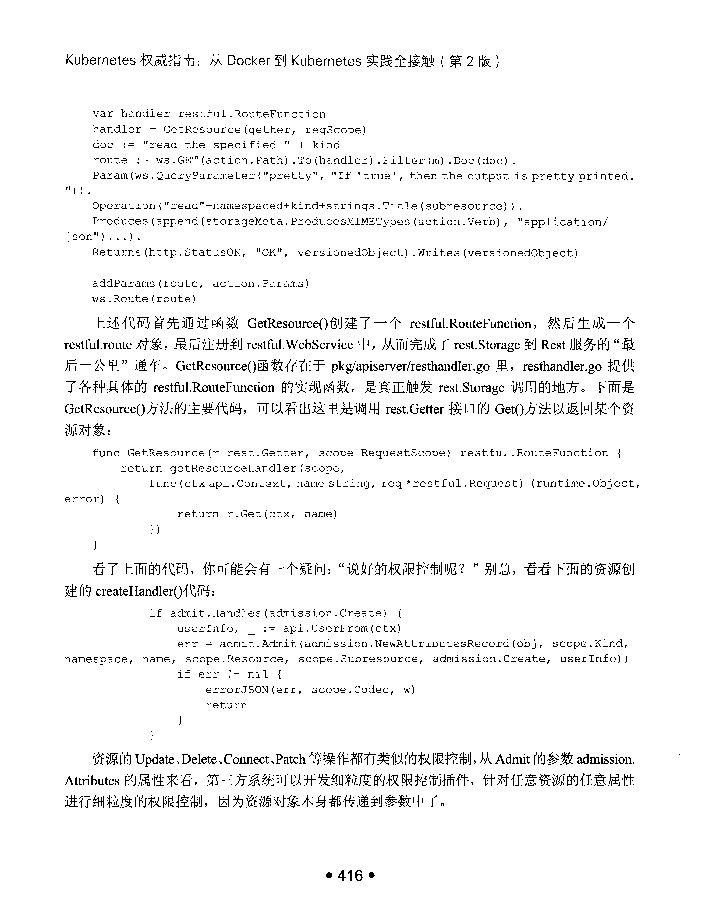 Kubernetes 权威指南：从 Docker 到 Kubernetes 实践全接触（第 2 版）
var handler restful.RouteFunction
handler = GetResource(getter, reqScope)
doc := "read the specified " + kind
route := ws.GET(action.Path).To(handler).Filter(m).Doc(doc).
Param(ws.QueryParameter("pretty", "If 'true', then the output is pretty printed.
")).
Operation("read"+namespaced+kind+strings.Title(subresource)).
Produces(append(storageMeta.ProducesMIMETypes(action.Verb), "application/
json")...).
Returns(http.StatusOK, "OK", versionedObject).Writes(versionedObject)
addParams(route, action.Params)
ws.Route(route)
上述代码首先通过函数 GetResource()创建了一个 restful.RouteFunction，然后生成一个
restful.route 对象，最后注册到 restful.WebService 中，从而完成了 rest.Storage 到 Rest 服务的“最
后一公里”通车。GetResource()函数存在于 pkg/apiserver/resthandler.go 里，resthandler.go 提供
了各种具体的 restful.RouteFunction 的实现函数，是真正触发 rest.Storage 调用的地方。下面是
GetResource()方法的主要代码，可以看出这里是调用 rest.Getter 接口的 Get()方法以返回某个资
源对象：
func GetResource(r rest.Getter, scope RequestScope) restful.RouteFunction {
return getResourceHandler(scope,
func(ctx api.Context, name string, req *restful.Request) (runtime.Object,
error) {
return r.Get(ctx, name)
})
}
看了上面的代码，你可能会有一个疑问：“说好的权限控制呢？”别急，看看下面的资源创
建的 createHandler()代码：
if admit.Handles(admission.Create) {
userInfo, _ := api.UserFrom(ctx)
err = admit.Admit(admission.NewAttributesRecord(obj, scope.Kind,
namespace, name, scope.Resource, scope.Subresource, admission.Create, userInfo))
if err != nil {
errorJSON(err, scope.Codec, w)
return
}
}
资源的 Update、Delete、Connect、Patch 等操作都有类似的权限控制，从 Admit 的参数 admission.
Attributes 的属性来看，第三方系统可以开发细粒度的权限控制插件，针对任意资源的任意属性
进行细粒度的权限控制，因为资源对象本身都传递到参数中了。
• 416 •